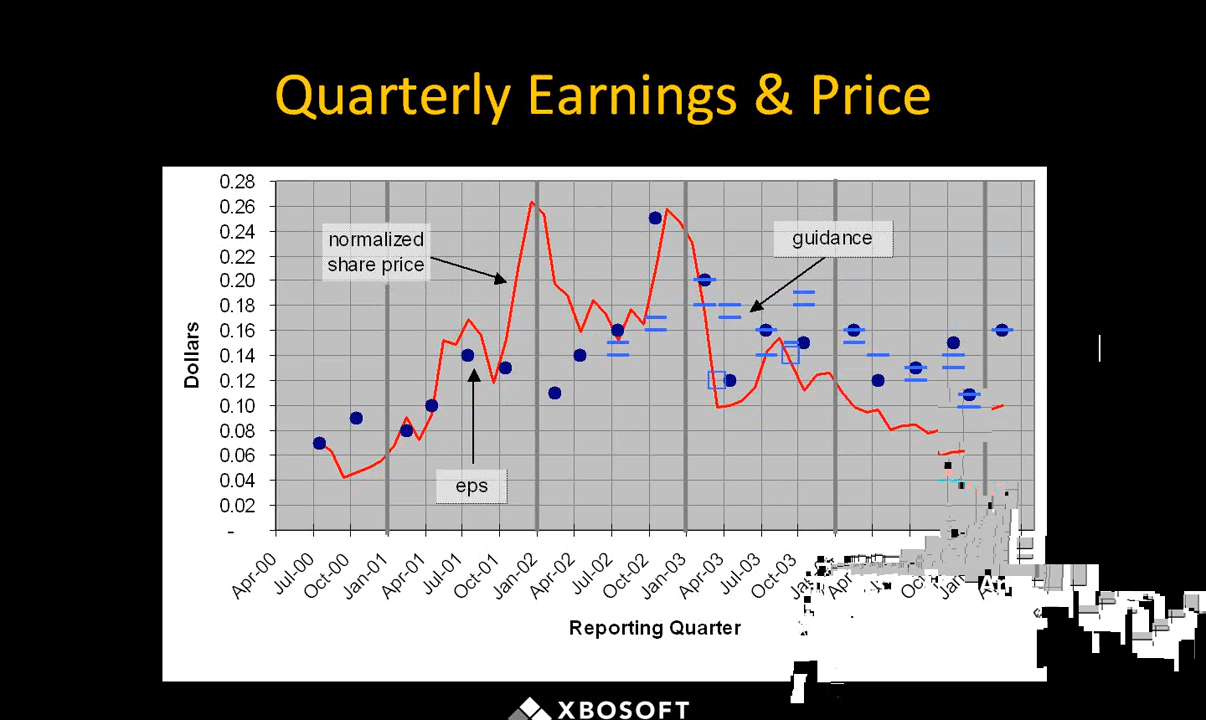 Quarterly Earnings & Price
0.28
0.26
0.24
0.22
0.20
0.18
0.16
0.14
0.12
0.10
0.08
0.06
0.04
0.02
-
Dollars
normalized
share price
guidance
eps
Apr-00
Jul-00
Oct-00
Jan-01
Apr-01
Jul-01
Oct-01
Jan-02
Apr-02
Jul-02
Oct-02
Jan-03
Apr-03
Jul-03
Oct-03
Reporting Quarter
XBOSOFT